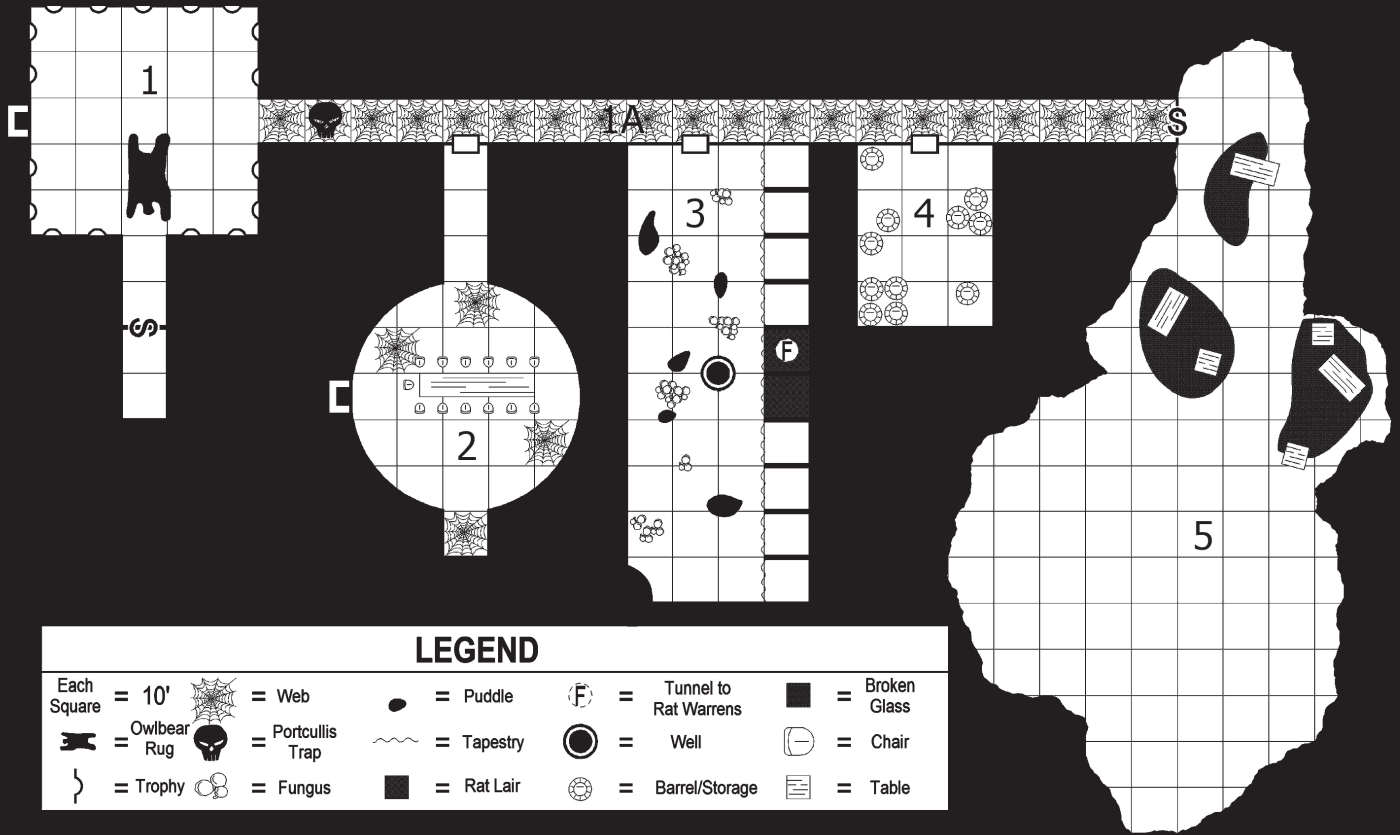 1
1A
S
S
3
4
F
2
5
LEGEND
Each Square = 10'
= Web
= Puddle
F = Tunnel to Rat Warrens
= Broken Glass
= Owlbear Rug
= Portcullis Trap
= Tapestry
= Well
= Chair
= Trophy
= Fungus
= Rat Lair
= Barrel/Storage
= Table